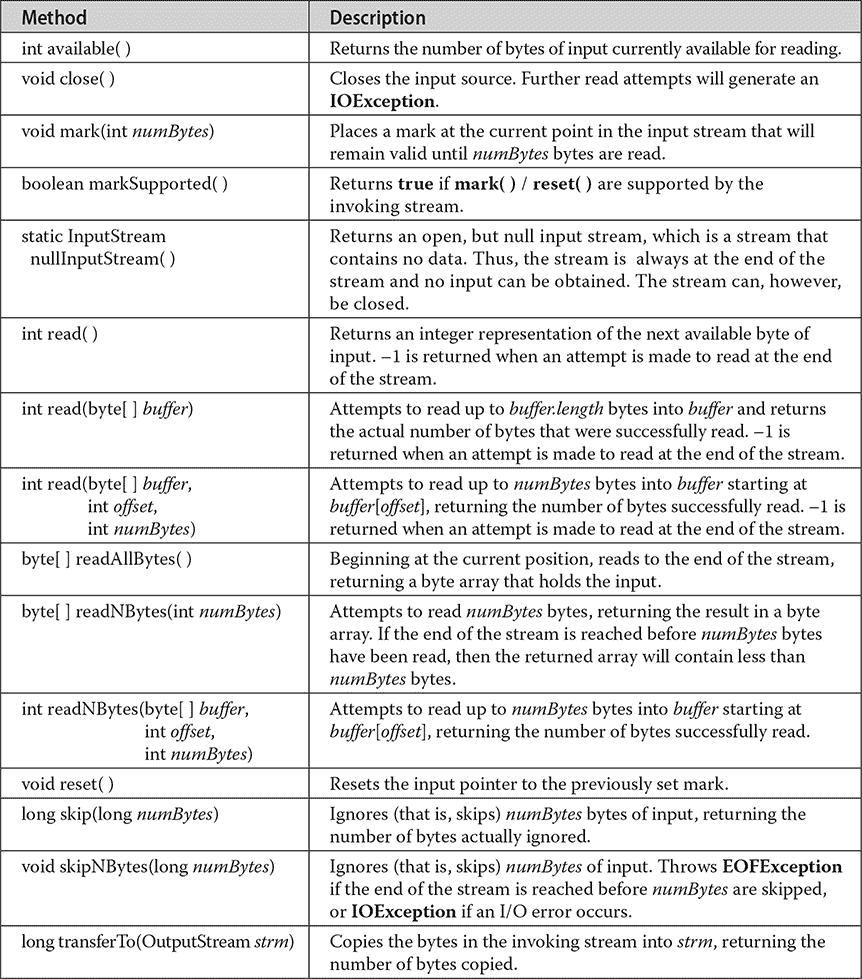 Method Description
int available( ) Returns the number of bytes of input currently available for reading.
void close( ) Closes the input source. Further read attempts will generate an
IOException.
void mark(int numBytes) Places a mark at the current point in the input stream that will
remain valid until numBytes bytes are read.
boolean markSupported( ) Returns true if mark( ) / reset( ) are supported by the
invoking stream.
static InputStream Returns an open, but null input stream, which is a stream that
nullInputStream( ) contains no data. Thus, the stream is always at the end of the
stream and no input can be obtained. The stream can, however,
be closed.
int read( ) Returns an integer representation of the next available byte of
input. –1 is returned when an attempt is made to read at the end
of the stream.
int read(byte[ ] buffer) Attempts to read up to buffer.length bytes into buffer and returns
the actual number of bytes that were successfully read. –1 is
returned when an attempt is made to read at the end of the stream.
int read(byte[ ] buffer, Attempts to read up to numBytes bytes into buffer starting at
int offset, buffer[offset], returning the number of bytes successfully read. –1 is
int numBytes) returned when an attempt is made to read at the end of the stream.
byte[ ] readAllBytes( ) Beginning at the current position, reads to the end of the stream,
returning a byte array that holds the input.
byte[ ] readNBytes(int numBytes) Attempts to read numBytes bytes, returning the result in a byte
array. If the end of the stream is reached before numBytes bytes
have been read, then the returned array will contain less than
numBytes bytes.
int readNBytes(byte[ ] buffer, Attempts to read up to numBytes bytes into buffer starting at
int offset, buffer[offset], returning the number of bytes successfully read.
int numBytes)
void reset( ) Resets the input pointer to the previously set mark.
long skip(long numBytes) Ignores (that is, skips) numBytes bytes of input, returning the
number of bytes actually ignored.
void skipNBytes(long numBytes) Ignores (that is, skips) numBytes of input. Throws EOFException
if the end of the stream is reached before numBytes are skipped,
or IOException if an I/O error occurs.
long transferTo(OutputStream strm) Copies the bytes in the invoking stream into strm, returning the
number of bytes copied.